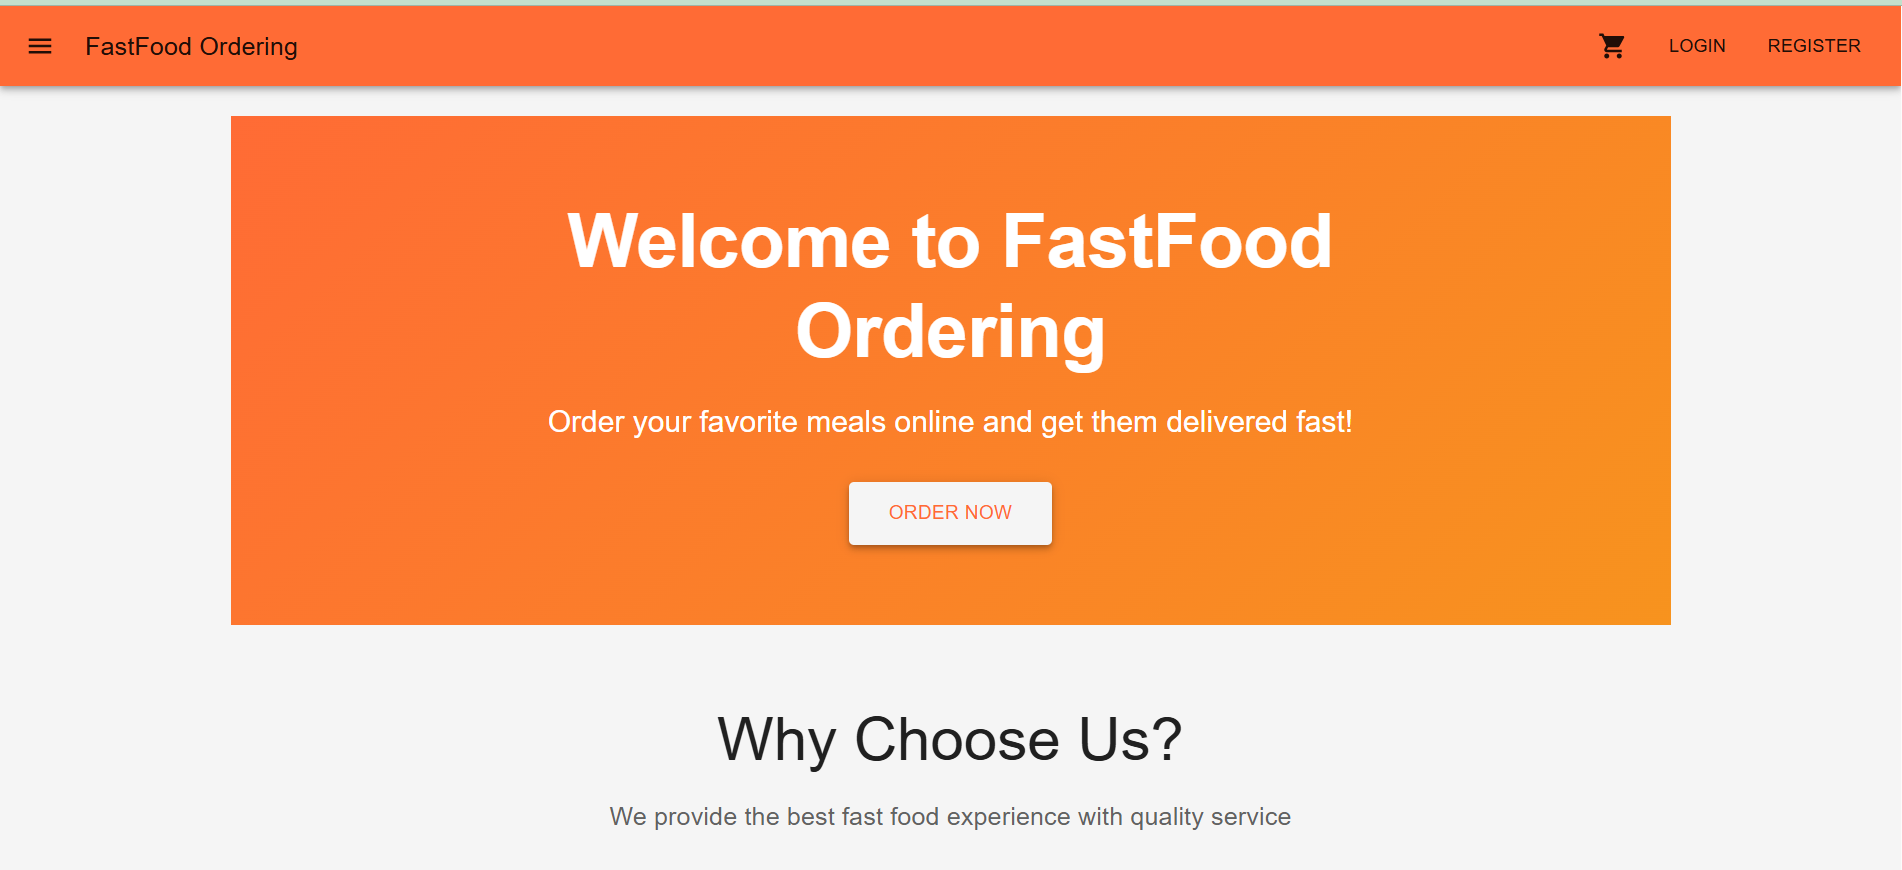 FastFood Ordering
LOGIN
REGISTER
Welcome to FastFood
Ordering
Order your favorite meals online and get them delivered fast!
ORDER NOW
Why Choose Us?
We provide the best fast food experience with quality service